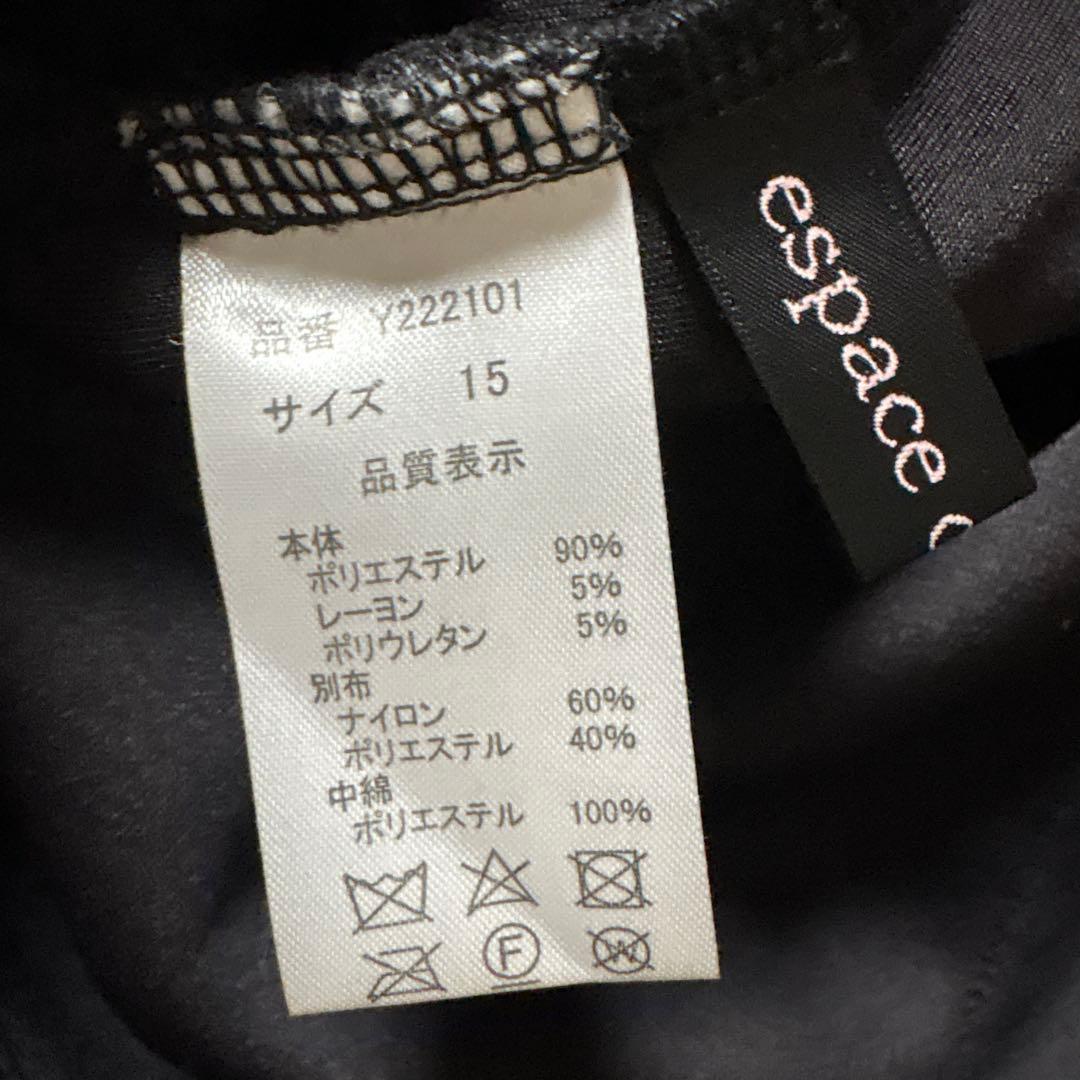 品番 Y222101
サイズ 15
品質表示
本体
ポリエステル 90%
レーヨン 5%
ポリウレタン 5%
別布
ナイロン 60%
ポリエステル 40%
中綿
ポリエステル 100%
F
W
espace